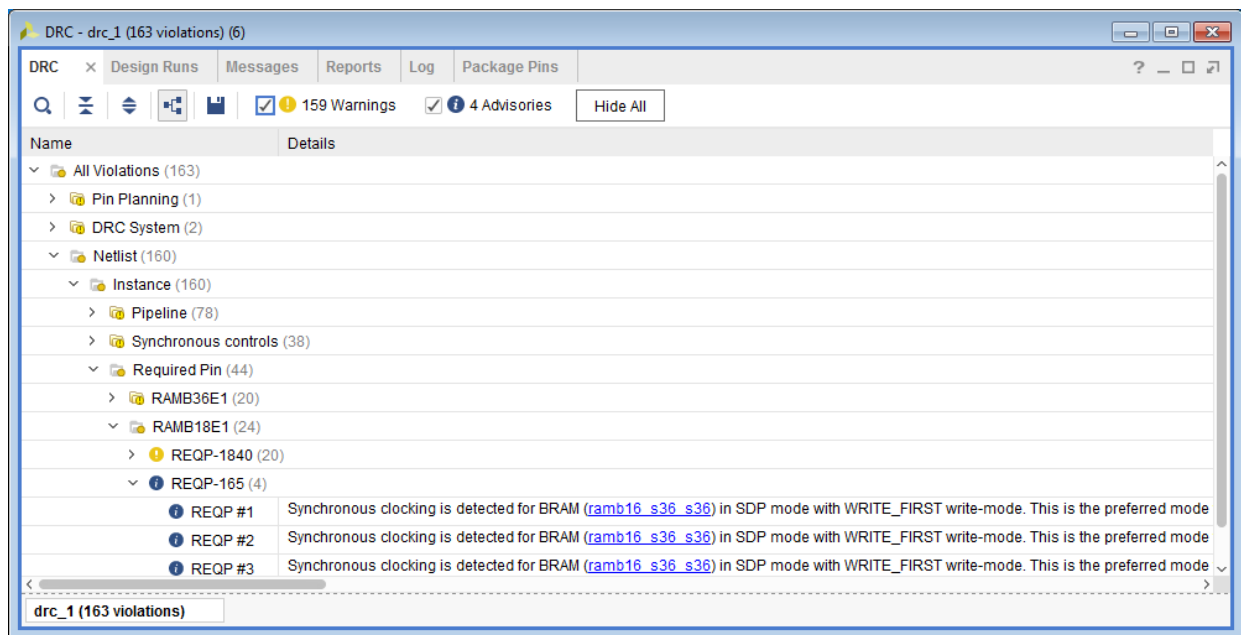 DRC - drc_1 (163 violations) (6)
DRC × Design Runs Messages Reports Log Package Pins ?
159 Warnings 4 Advisories Hide All
Name Details
All Violations (163)
Pin Planning (1)
DRC System (2)
Netlist (160)
Instance (160)
Pipeline (78)
Synchronous controls (38)
Required Pin (44)
RAMB36E1 (20)
RAMB18E1 (24)
REQP-1840 (20)
REQP-165 (4)
REQP #1 Synchronous clocking is detected for BRAM (ramb16_s36_s36) in SDP mode with WRITE_FIRST write-mode. This is the preferred mode
REQP #2 Synchronous clocking is detected for BRAM (ramb16_s36_s36) in SDP mode with WRITE_FIRST write-mode. This is the preferred mode
REQP #3 Synchronous clocking is detected for BRAM (ramb16_s36_s36) in SDP mode with WRITE_FIRST write-mode. This is the preferred mode
drc_1 (163 violations)